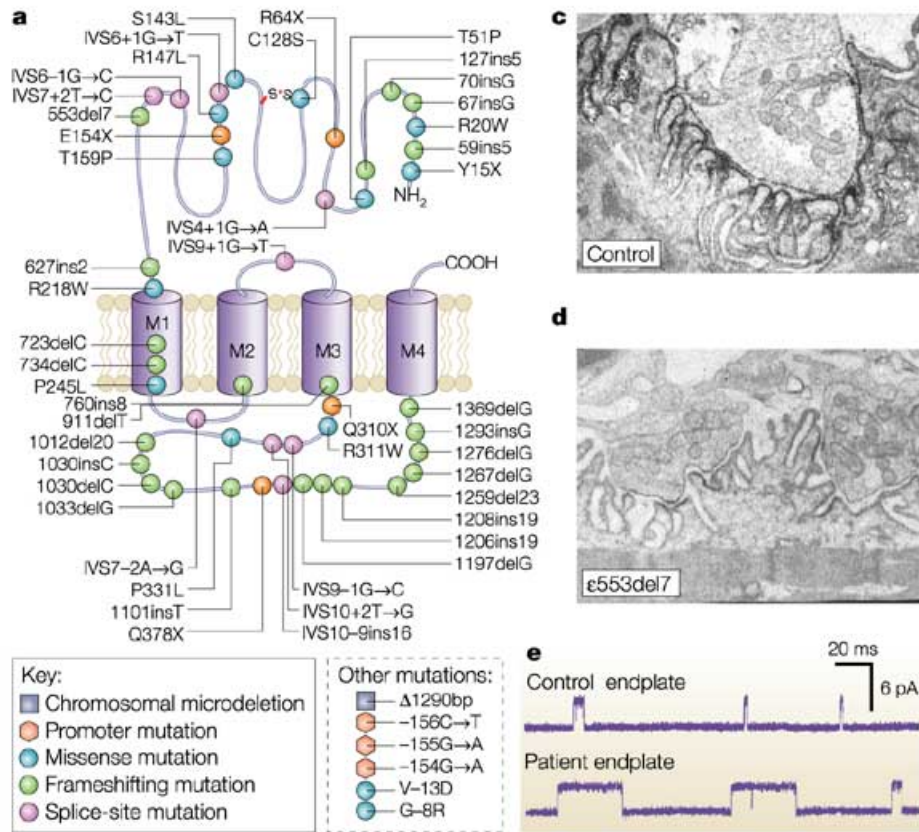 a
S143L
IVS6+1G→T
R147L
IVS6–1G→C
IVS7+2T→C
553del7
E154X
T159P
R64X
C128S
S
S
T51P
127ins5
70insG
67insG
R20W
59ins5
Y15X
NH2
IVS4+1G→A
IVS9+1G→T
COOH
627ins2
R218W
M1
M2
M3
M4
723delC
734delC
P245L
760ins8
911delT
1012del20
1030insC
1030delC
1033delG
Q310X
R311W
1369delG
1293insG
1276delG
1267delG
1259del23
1208ins19
1206ins19
1197delG
IVS7–2A→G
P331L
1101insT
Q378X
IVS9–1G→C
IVS10+2T→G
IVS10–9ins16
Key:
Chromosomal microdeletion
Promoter mutation
Missense mutation
Frameshifting mutation
Splice-site mutation
Other mutations:
Δ1290bp
–156C→T
–155G→A
–154G→A
V–13D
G–8R
c
Control
d
ε553del7
e
20 ms
Control endplate
6 pA
Patient endplate